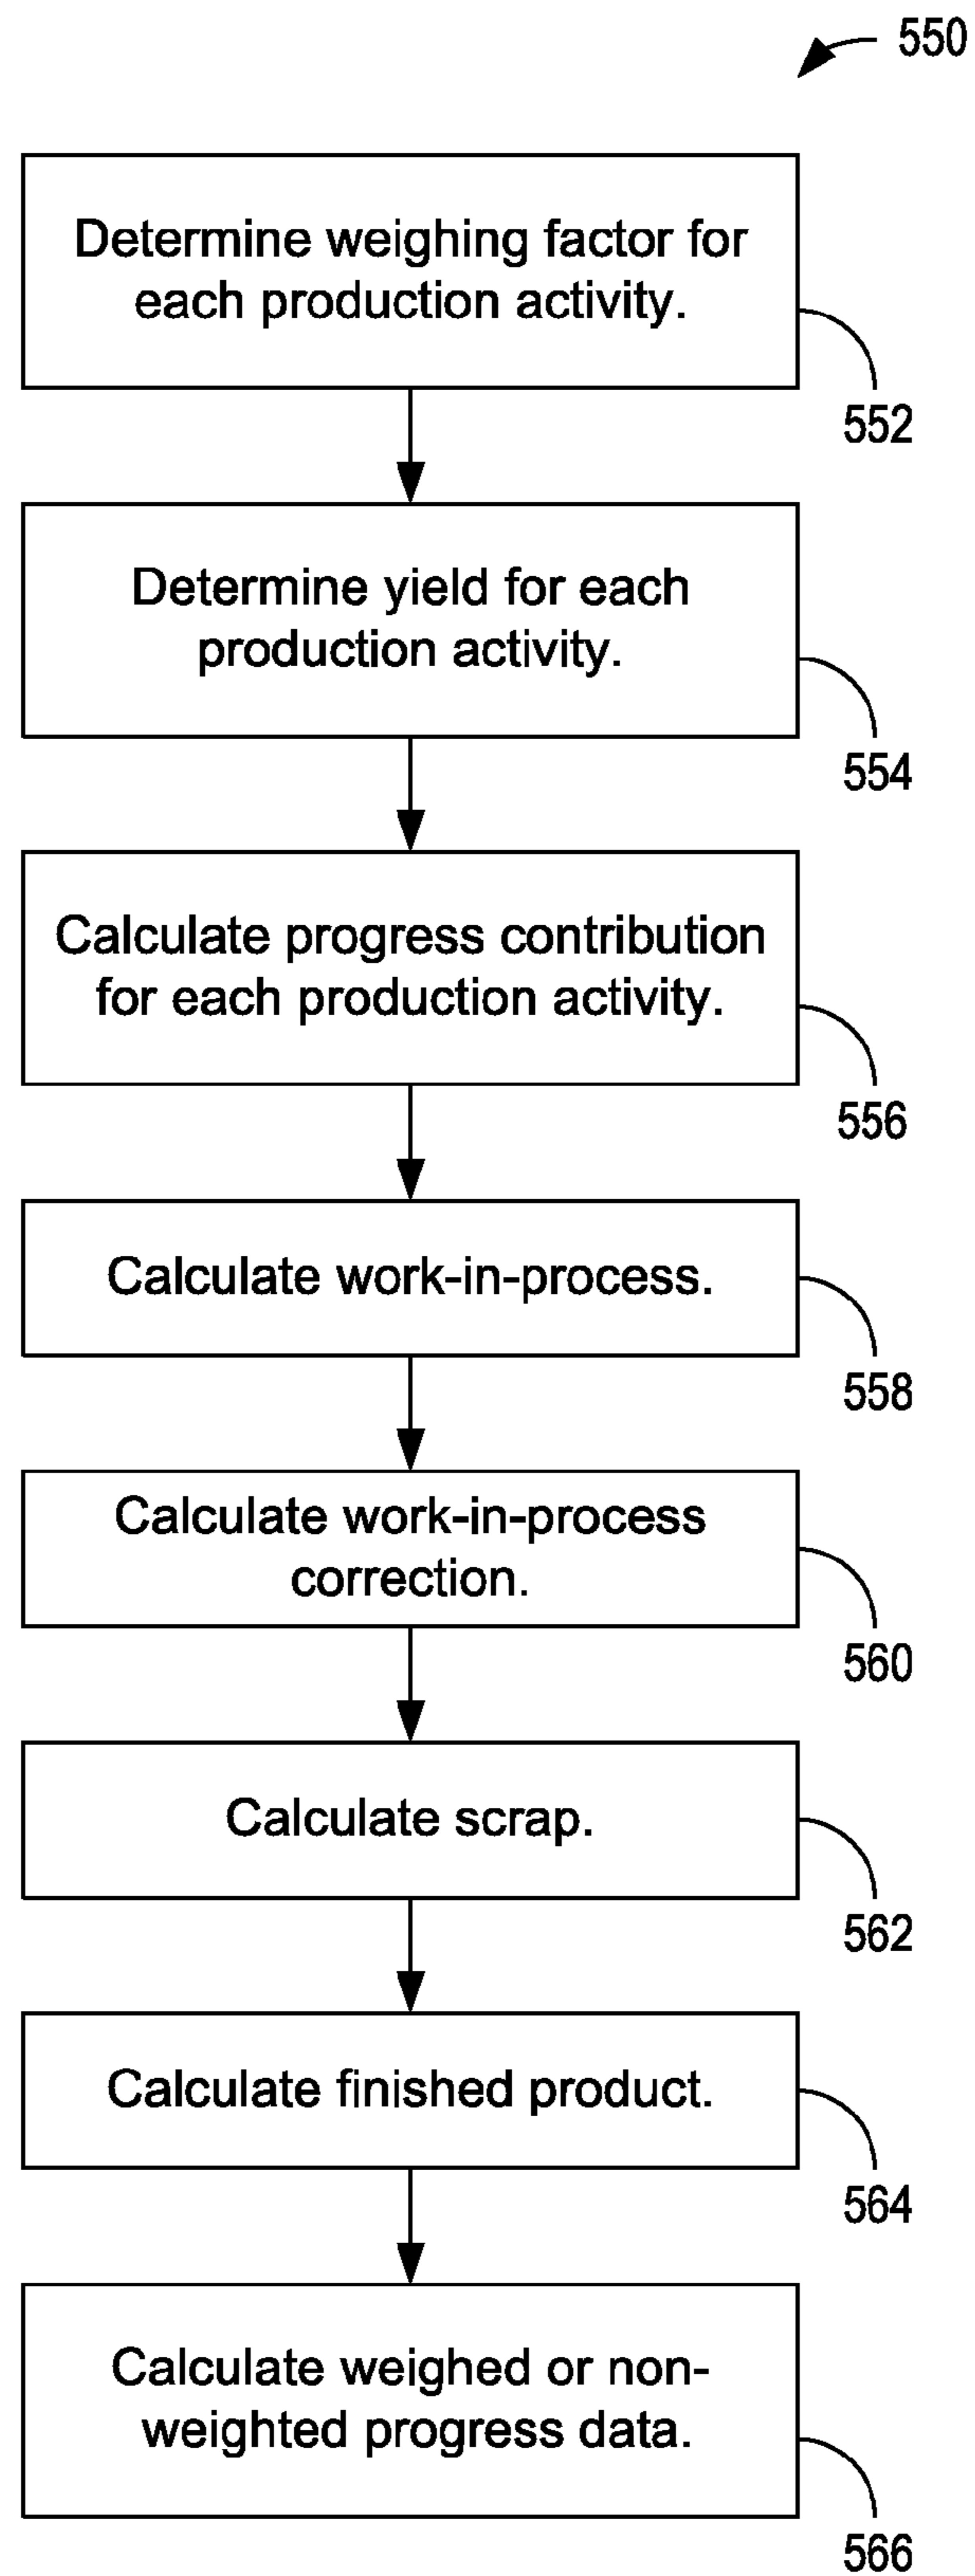 550
Determine weighing factor for
each production activity.
552
Determine yield for each
production activity.
554
Calculate progress contribution
for each production activity.
556
Calculate work-in-process.
558
Calculate work-in-process
correction.
560
Calculate scrap.
562
Calculate finished product.
564
Calculate weighed or non-
weighted progress data.
566